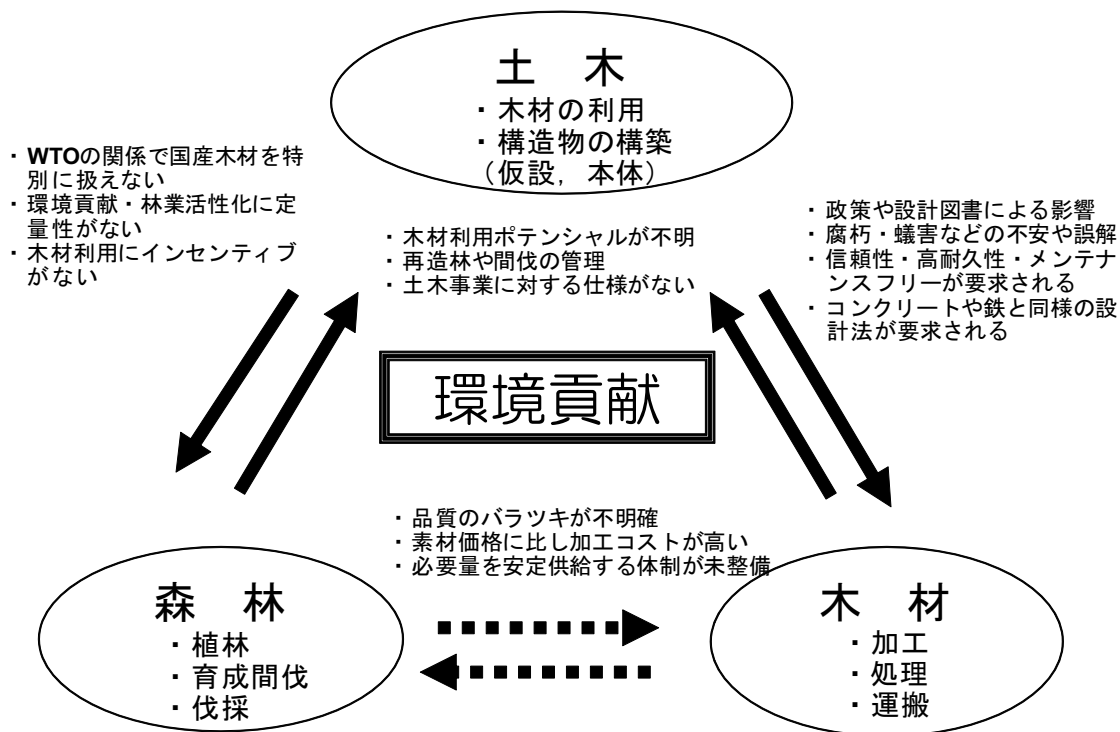 土　木
・木材の利用
・構造物の構築
（仮設，本体）
・WTOの関係で国産木材を特
別に扱えない
・環境貢献・林業活性化に定
量性がない
・木材利用にインセンティブ
がない
・木材利用ポテンシャルが不明
・再造林や間伐の管理
・土木事業に対する仕様がない
・政策や設計図書による影響
・腐朽・蟻害などの不安や誤解
・信頼性・高耐久性・メンテナ
ンスフリーが要求される
・コンクリートや鉄と同様の設
計法が要求される
環境貢献
・品質のバラツキが不明確
・素材価格に比し加工コストが高い
・必要量を安定供給する体制が未整備
森　林
・植林
・育成間伐
・伐採
木　材
・加工
・処理
・運搬